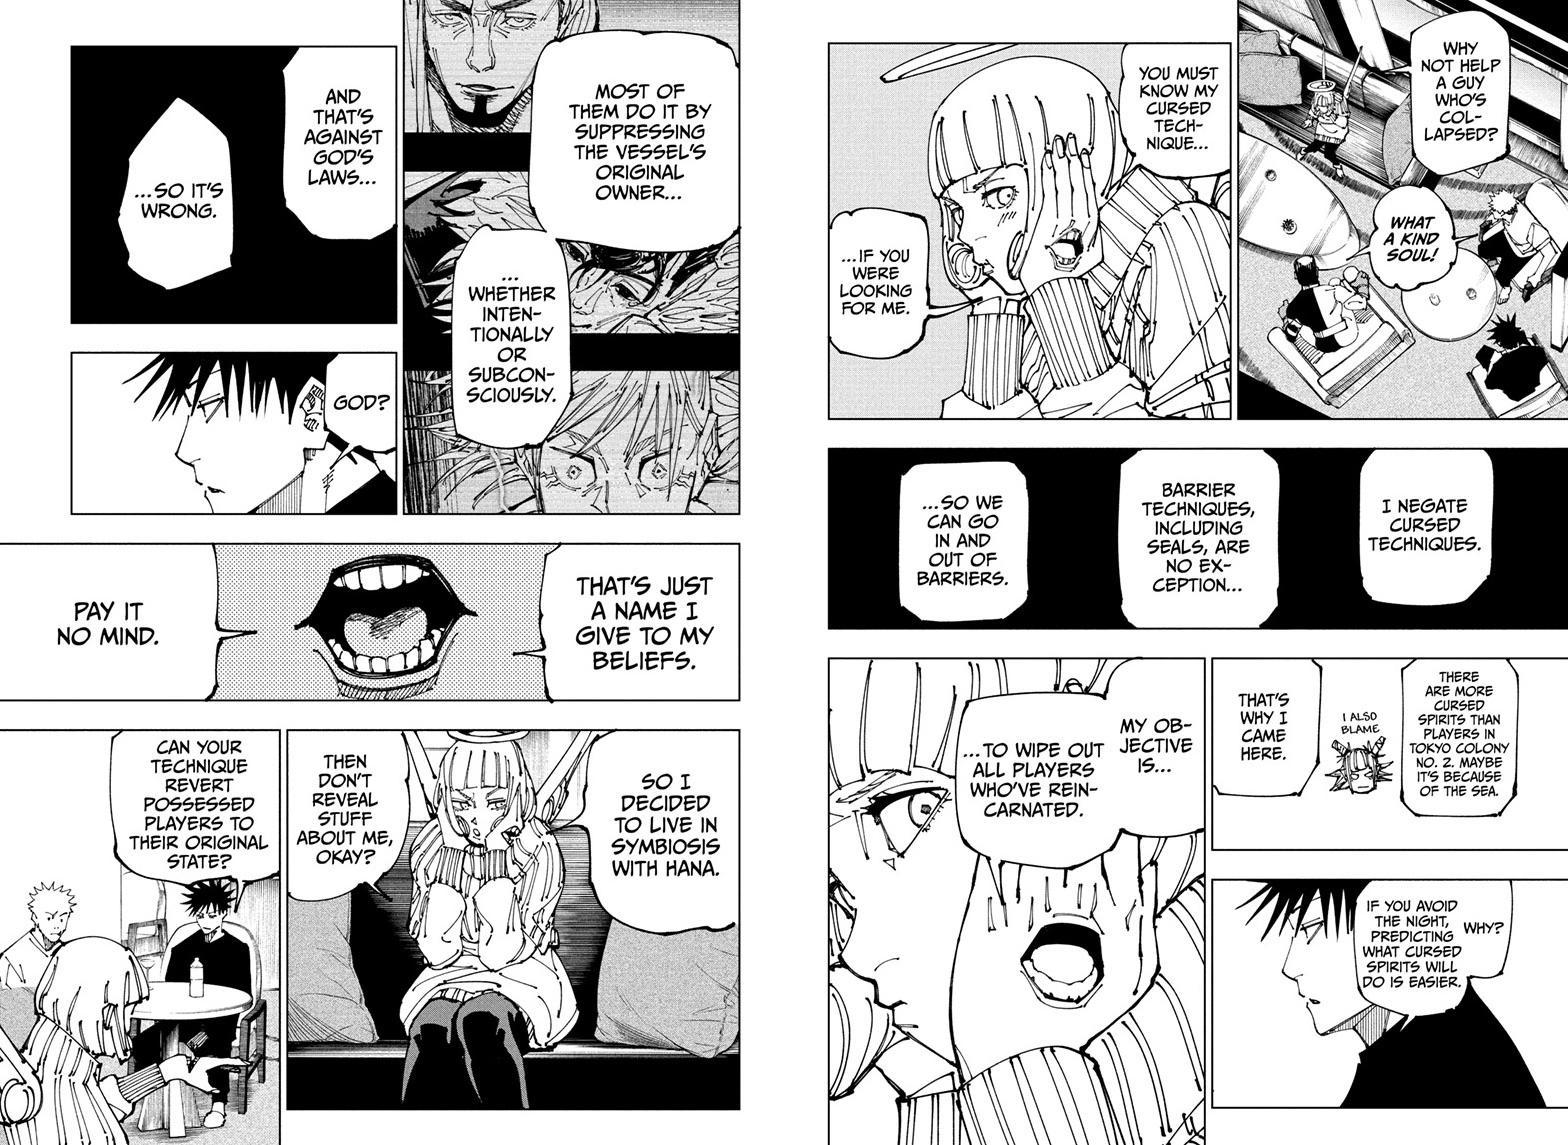 WHY
NOT HELP
A GUY
WHO'S
COL-
LAPSED?
WHAT
A KIND
SOUL!
YOU MUST
KNOW MY
CURSED
TECH-
NIQUE...
...IF YOU
WERE
LOOKING
FOR ME.
I NEGATE
CURSED
TECHNIQUES.
BARRIER
TECHNIQUES,
INCLUDING
SEALS, ARE
NO EX-
CEPTION...
...SO WE
CAN GO
IN AND
OUT OF
BARRIERS.
THERE
ARE MORE
CURSED
SPIRITS THAN
PLAYERS IN
TOKYO COLONY
NO. 2. MAYBE
IT'S BECAUSE
OF THE SEA.
I ALSO
BLAME
THAT'S
WHY I
CAME
HERE.
WHY?
IF YOU AVOID
THE NIGHT,
PREDICTING
WHAT CURSED
SPIRITS WILL
DO IS EASIER.
MY OB-
JECTIVE
IS...
...TO WIPE OUT
ALL PLAYERS
WHO'VE REIN-
CARNATED.
MOST OF
THEM DO IT BY
SUPPRESSING
THE VESSEL'S
ORIGINAL
OWNER...
...
WHETHER
INTEN-
TIONALLY
OR
SUBCON-
SCIOUSLY.
AND
THAT'S
AGAINST
GOD'S
LAWS...
...SO IT'S
WRONG.
GOD?
THAT'S JUST
A NAME I
GIVE TO MY
BELIEFS.
PAY IT
NO MIND.
SO I
DECIDED
TO LIVE IN
SYMBIOSIS
WITH HANA.
THEN
DON'T
REVEAL
STUFF
ABOUT ME,
OKAY?
CAN YOUR
TECHNIQUE
REVERT
POSSESSED
PLAYERS TO
THEIR ORIGINAL
STATE?